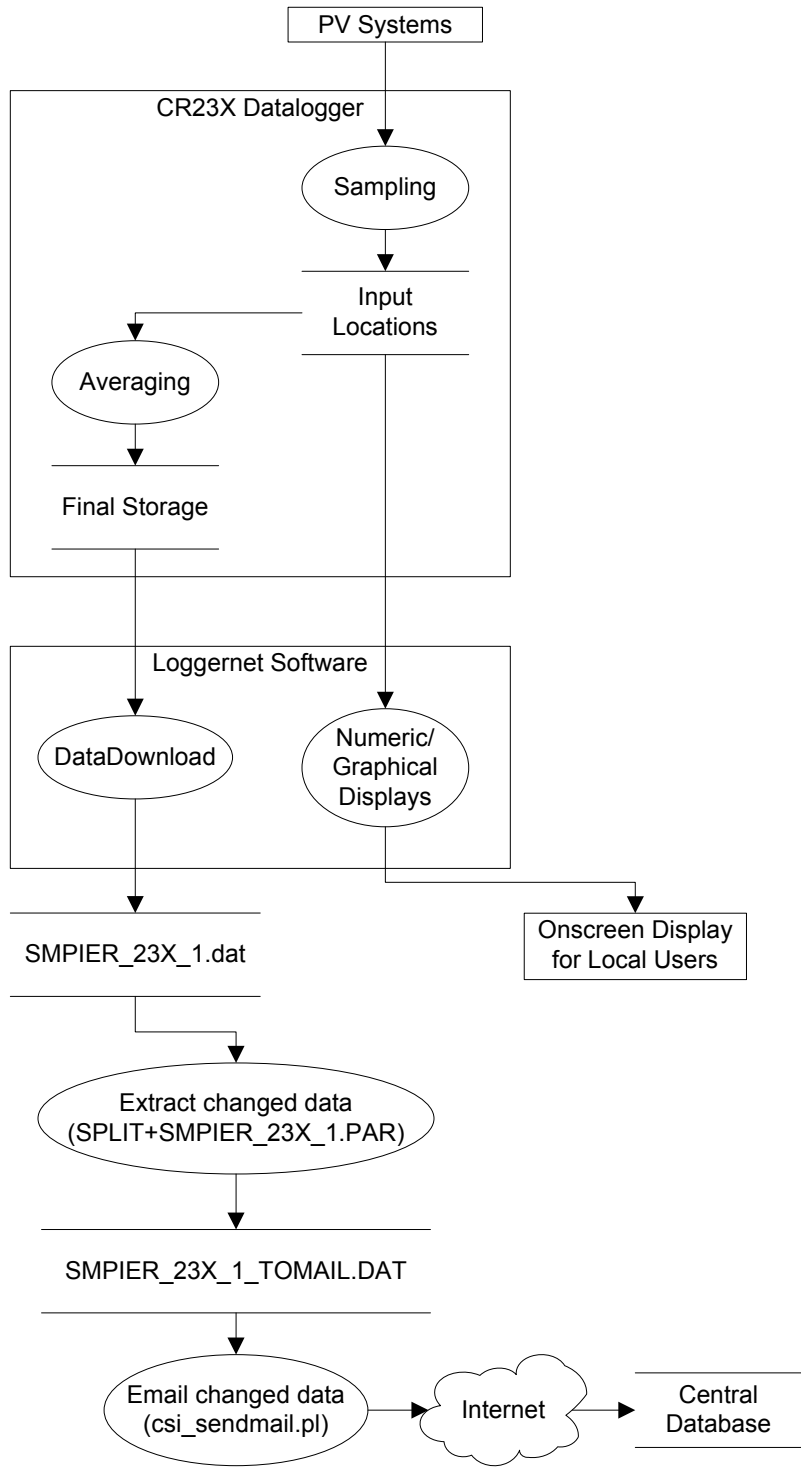 PV Systems
CR23X Datalogger
Sampling
Input
Locations
Averaging
Final Storage
Loggernet Software
DataDownload
Numeric/
Graphical
Displays
Onscreen Display
for Local Users
SMPIER_23X_1.dat
Extract changed data
(SPLIT+SMPIER_23X_1.PAR)
SMPIER_23X_1_TOMAIL.DAT
Email changed data
(csi_sendmail.pl)
Internet
Central
Database